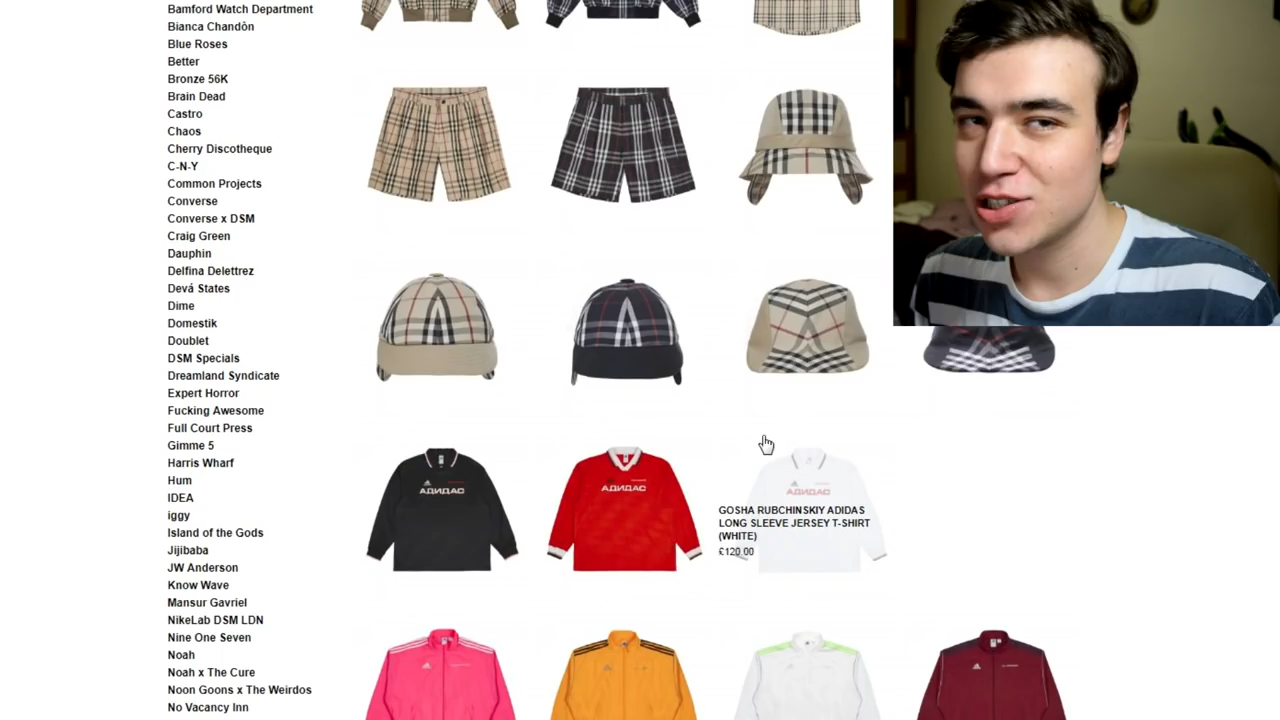 Bamford Watch Department
Bianca Chandôn
Blue Roses
Better
Bronze 56K
Brain Dead
Castro
Chaos
Cherry Discotheque
C-N-Y
Common Projects
Converse
Converse x DSM
Craig Green
Dauphin
Delfina Delettrez
Devá States
Dime
Domestik
Doublet
DSM Specials
Dreamland Syndicate
Expert Horror
Fucking Awesome
Full Court Press
Gimme 5
Harris Wharf
Hum
IDEA
iggy
Island of the Gods
Jijibaba
JW Anderson
Know Wave
Mansur Gavriel
NikeLab DSM LDN
Nine One Seven
Noah
Noah x The Cure
Noon Goons x The Weirdos
No Vacancy Inn
АДИДАС
АДИДАС
АДИДАС
GOSHA RUBCHINSKIY ADIDAS
LONG SLEEVE JERSEY T-SHIRT
(WHITE)
£120.00